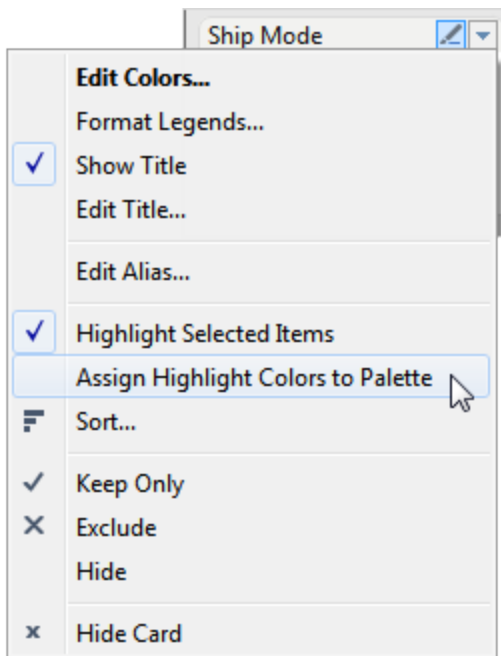 Ship Mode
Edit Colors...
Format Legends...
Show Title
Edit Title...
Edit Alias...
Highlight Selected Items
Assign Highlight Colors to Palette
Sort...
Keep Only
Exclude
Hide
Hide Card